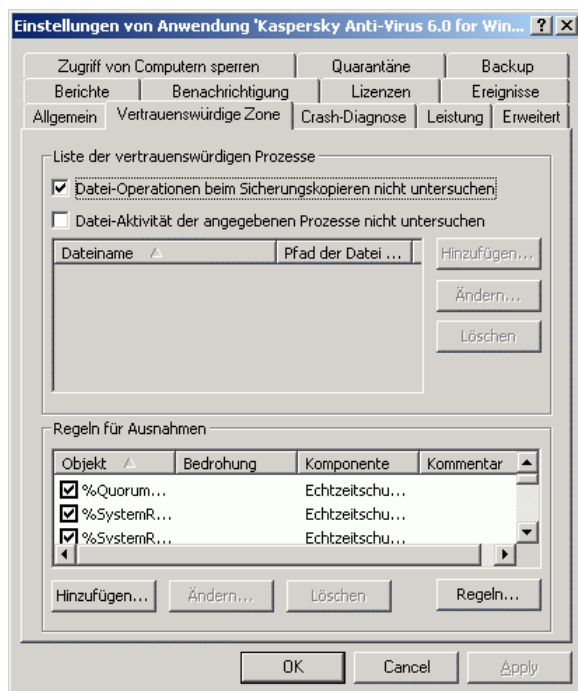 Einstellungen von Anwendung 'Kaspersky Anti-Virus 6.0 for Win...
Zugriff von Computern sperren Quarantäne Backup
Berichte Benachrichtigung Lizenzen Ereignisse
Allgemein Vertrauenswürdige Zone Crash-Diagnose Leistung Erweitert
Liste der vertrauenswürdigen Prozesse
Datei-Operationen beim Sicherungskopieren nicht untersuchen
Datei-Aktivität der angegebenen Prozesse nicht untersuchen
Dateiname Pfad der Datei ... Hinzufügen...
Ändern...
Löschen
Regeln für Ausnahmen
Objekt Bedrohung Komponente Kommentar
%Quorum... Echtzeitschu...
%SystemR... Echtzeitschu...
%SystemR... Echtzeitschu...
Hinzufügen... Ändern... Löschen Regeln...
OK Cancel Apply